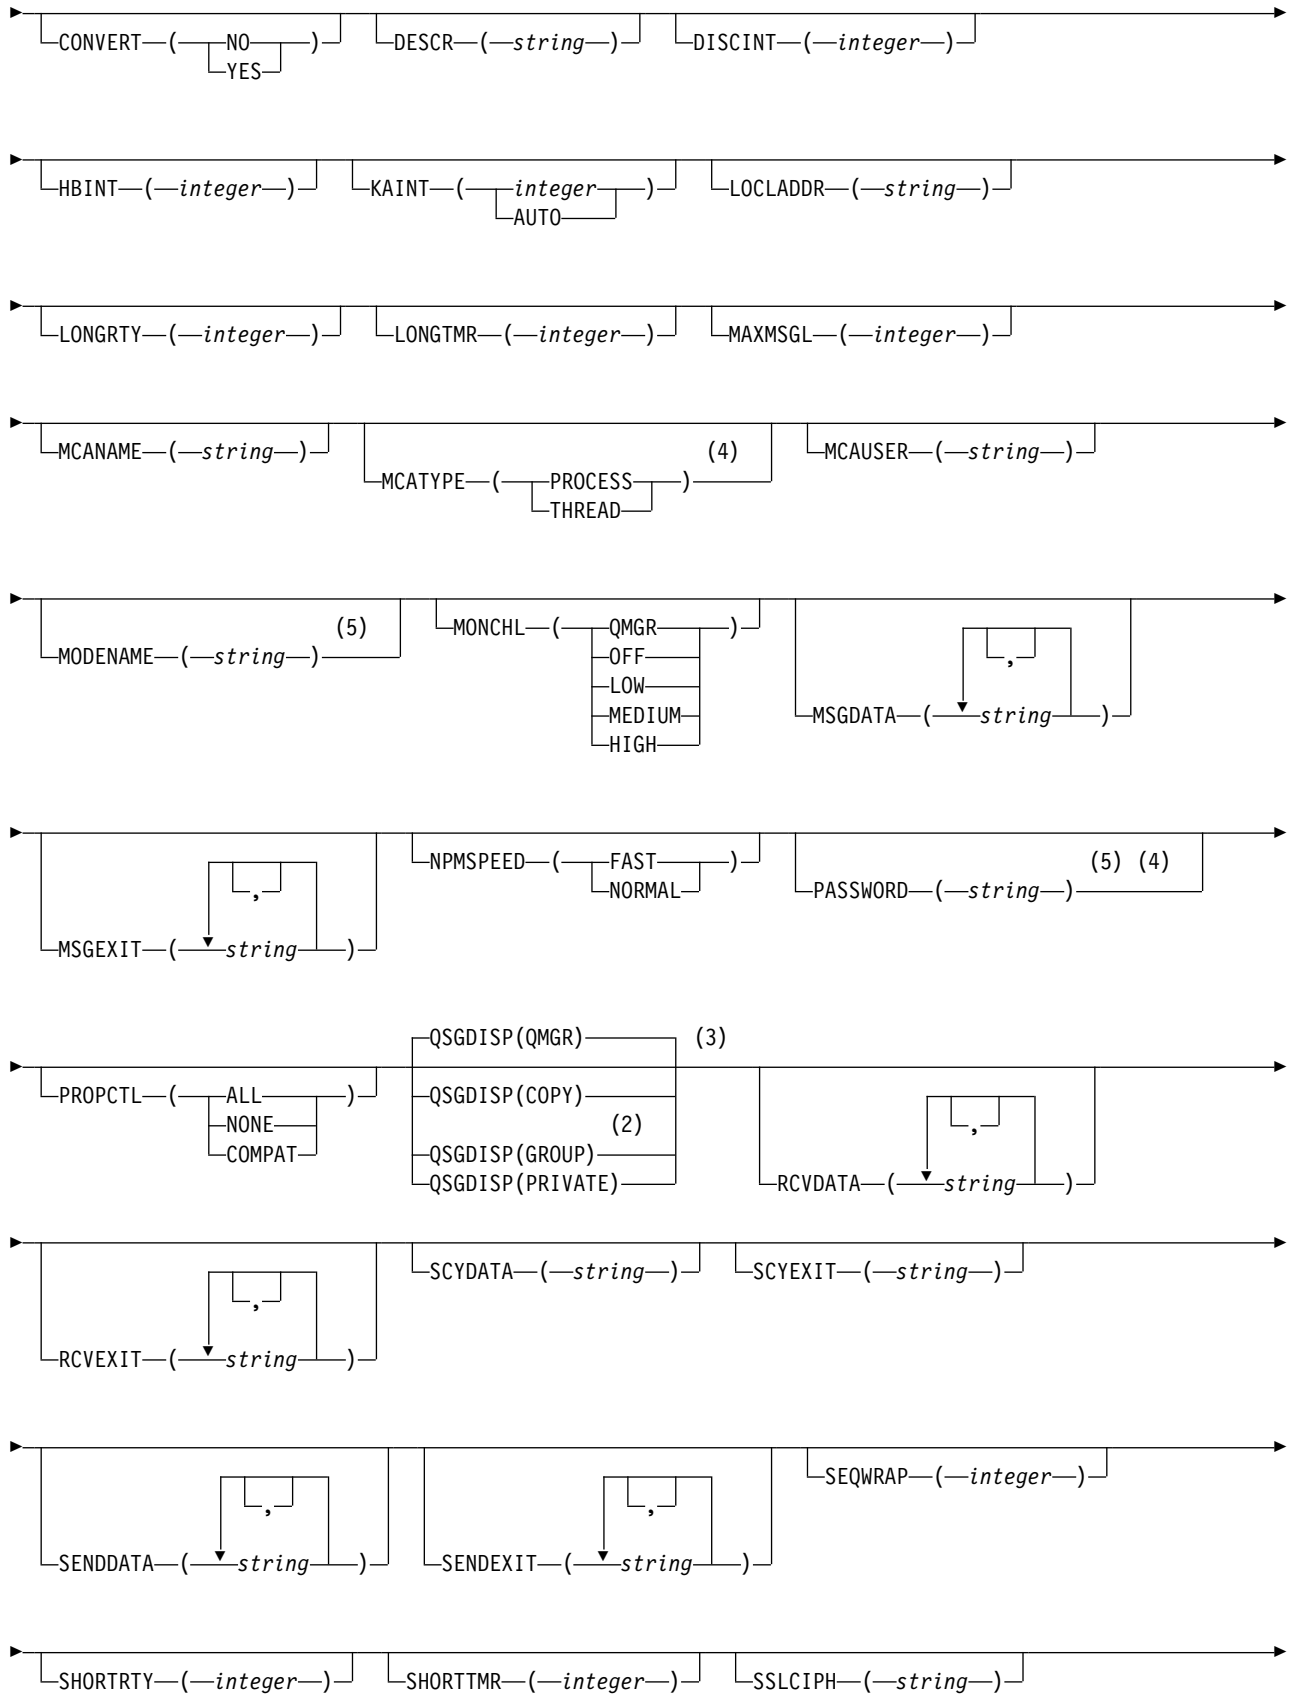 CONVERT ( NO ) DESCR ( string ) DISCINT ( integer )
YES
HBINT ( integer ) KAINT ( integer ) LOCLADDR ( string )
AUTO
LONGRTY ( integer ) LONGTMR ( integer ) MAXMSGL ( integer )
MCANAME ( string ) (4) MCAUSER ( string )
MCATYPE ( PROCESS )
THREAD
(5) MONCHL ( QMGR )
MODENAME ( string ) OFF ,
LOW
MSGDATA ( string )
MEDIUM
HIGH
, NPMSPEED ( FAST ) (5) (4)
NORMAL PASSWORD ( string )
MSGEXIT ( string )
QSGDISP(QMGR) (3)
PROPCTL ( ALL ) QSGDISP(COPY)
NONE (2) ,
COMPAT QSGDISP(GROUP)
QSGDISP(PRIVATE) RCVDATA ( string )
, SCYDATA ( string ) SCYEXIT ( string )
RCVEXIT ( string )
, , SEQWRAP ( integer )
SENDDATA ( string ) SENDEXIT ( string )
SHORTRTY ( integer ) SHORTTMR ( integer ) SSLCIPH ( string )